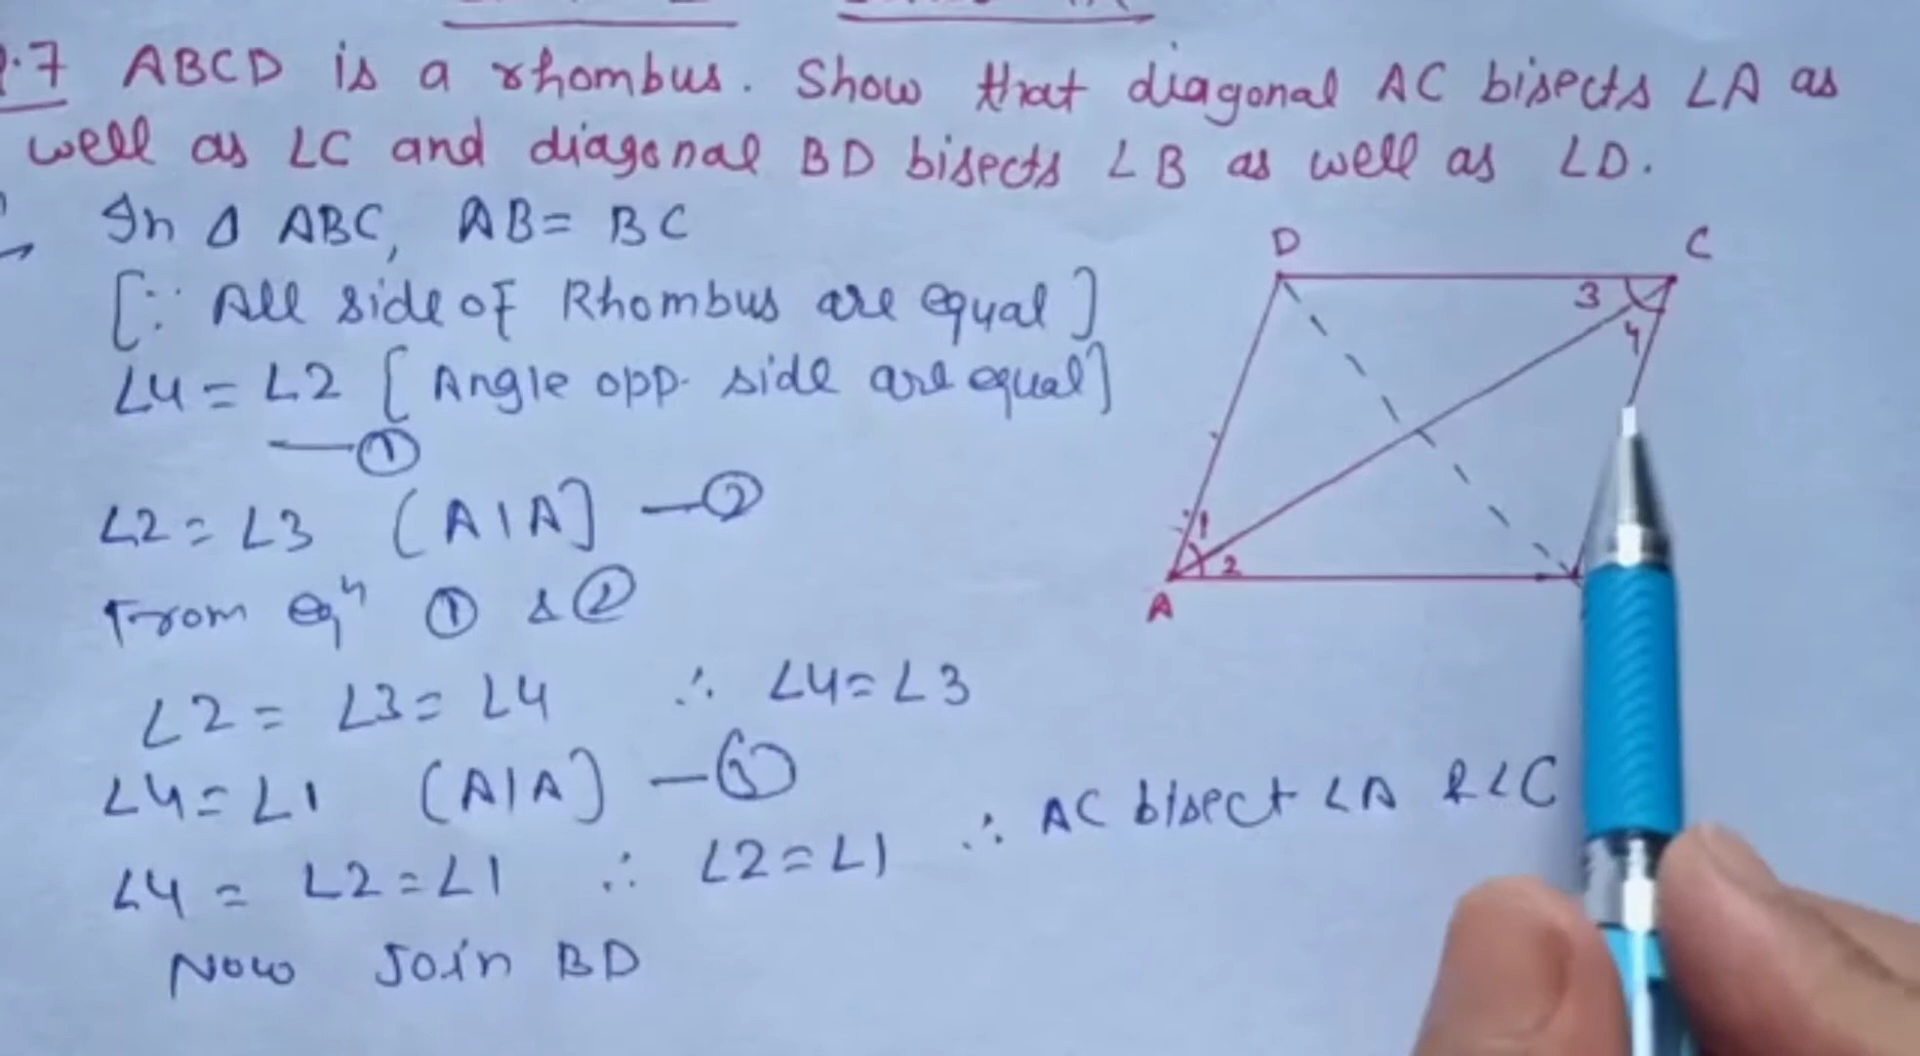 .7 ABCD is a rhombus. Show that diagonal AC bisects ∠A as
well as ∠C and diagonal BD bisects ∠B as well as ∠D.
In Δ ABC, AB = BC
[∵ All side of Rhombus are equal]
∠4 = ∠2 [Angle opp. side are equal]
—①
∠2 = ∠3 (AIA] —②
From eqn ① & ②
∠2 = ∠3 = ∠4 ∴ ∠4 = ∠3
∠4 = ∠1 (AIA) —③
∠4 = ∠2 = ∠1 ∴ ∠2 = ∠1 ∴ AC bisect ∠A & ∠C
Now Join BD
D C
3
4
1
2
A